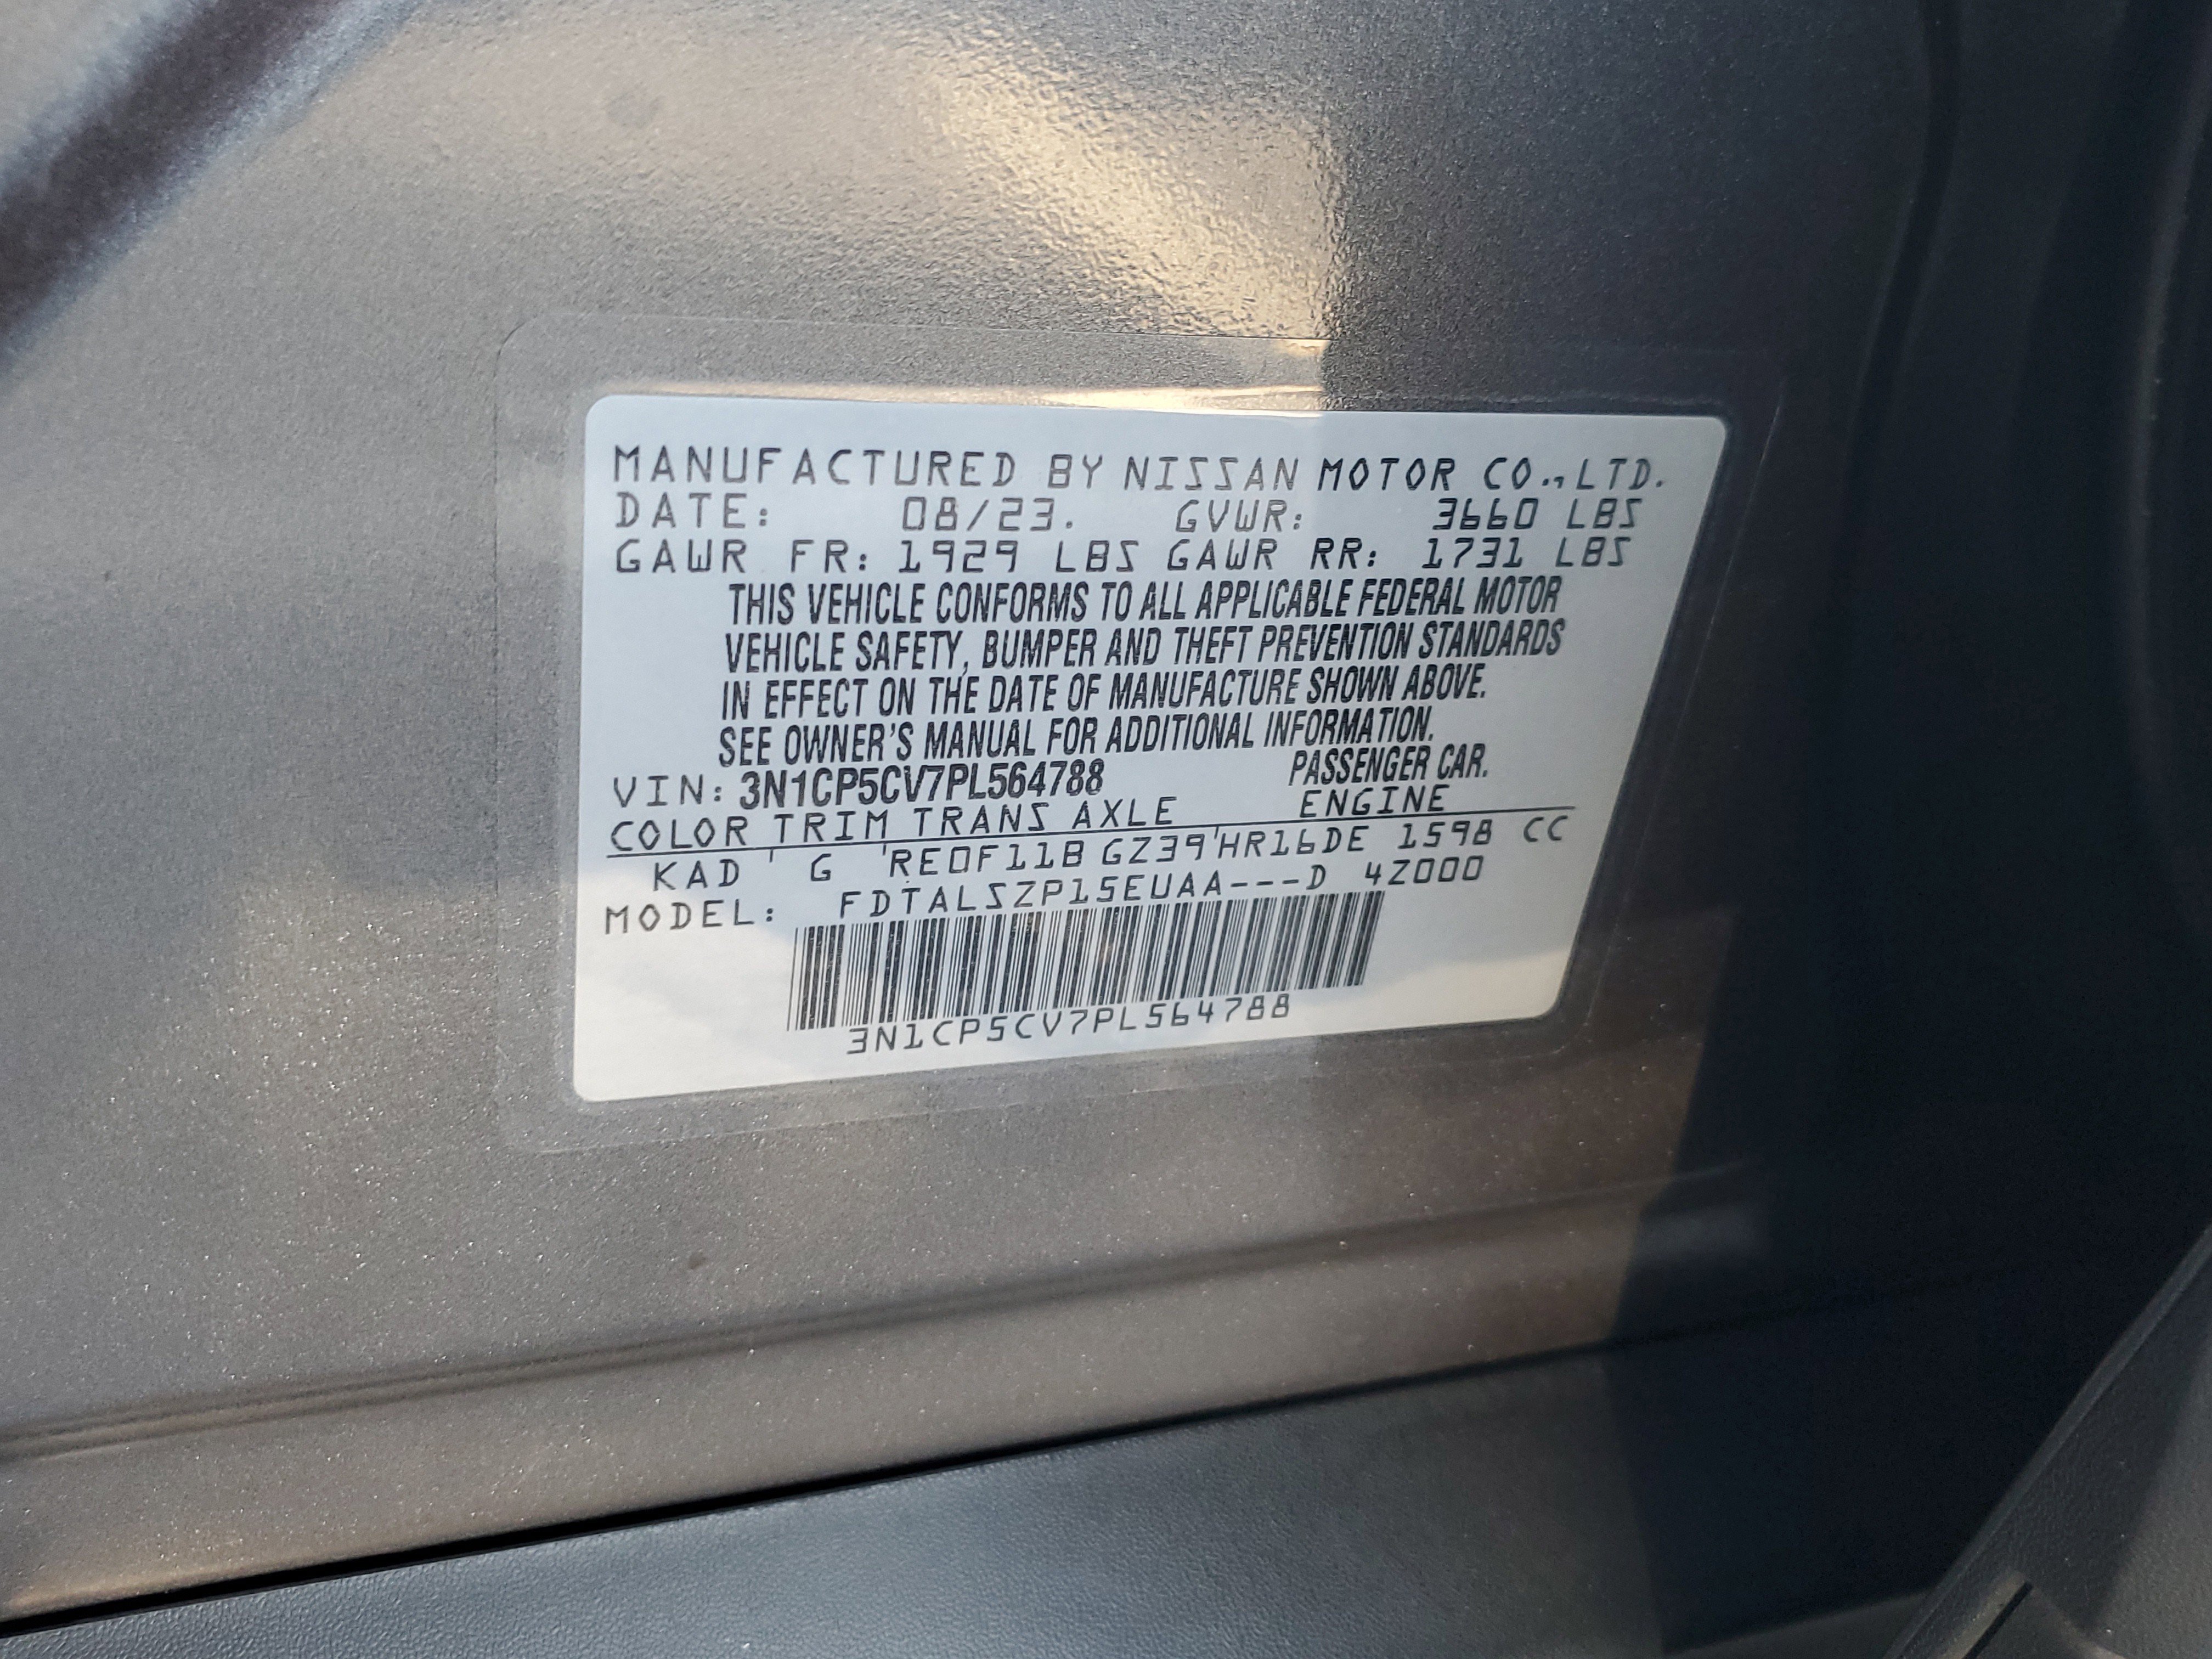 MANUFACTURED BY NISSAN MOTOR CO., LTD.
DATE: 08/23. GVWR: 3660 LBS
GAWR FR: 1929 LBS GAWR RR: 1731 LBS
THIS VEHICLE CONFORMS TO ALL APPLICABLE FEDERAL MOTOR
VEHICLE SAFETY, BUMPER AND THEFT PREVENTION STANDARDS
IN EFFECT ON THE DATE OF MANUFACTURE SHOWN ABOVE.
SEE OWNER'S MANUAL FOR ADDITIONAL INFORMATION.
VIN: 3N1CP5CV7PL564788 PASSENGER CAR.
COLOR TRIM TRANS AXLE ENGINE
KAD ' G 'RE0F11B GZ39'HR16DE 1598 CC
MODEL: FDTALSZP15EUAA---D 4Z000
3N1CP5CV7PL564788